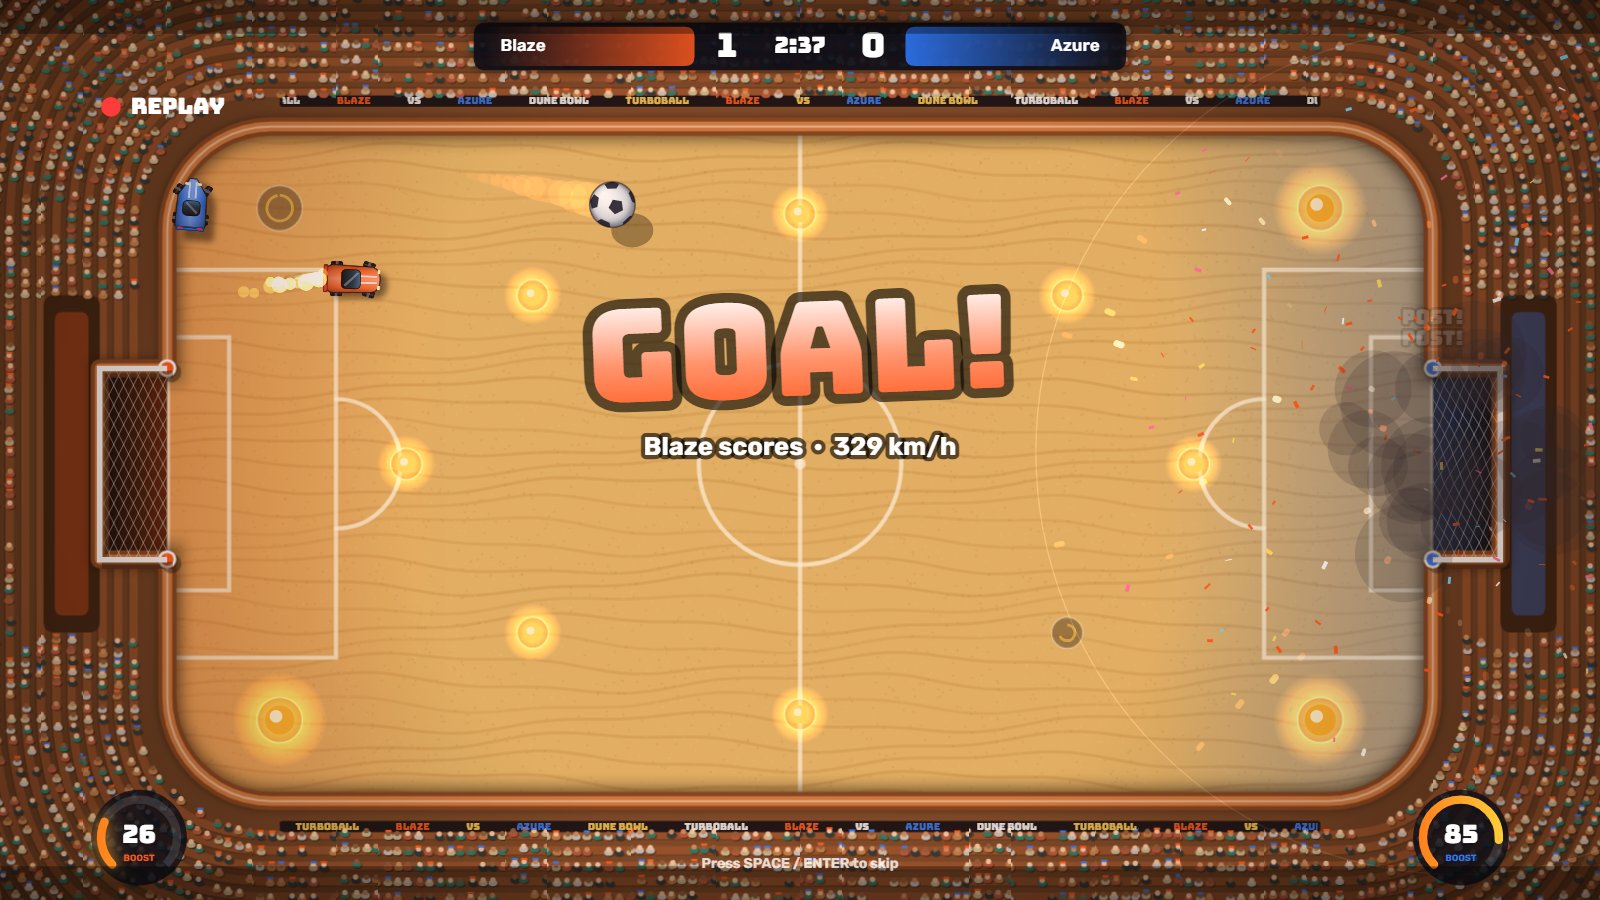 Blaze 1 2:37 0 Azure
REPLAY
BLAZE VS AZURE DUNE BOWL TURBOBALL BLAZE VS AZURE DUNE BOWL TURBOBALL BLAZE VS AZURE
POST!
POST!
GOAL!
Blaze scores • 329 km/h
TURBOBALL BLAZE VS AZURE DUNE BOWL TURBOBALL BLAZE VS AZURE DUNE BOWL TURBOBALL BLAZE VS
26
BOOST
85
BOOST
Press SPACE / ENTER to skip